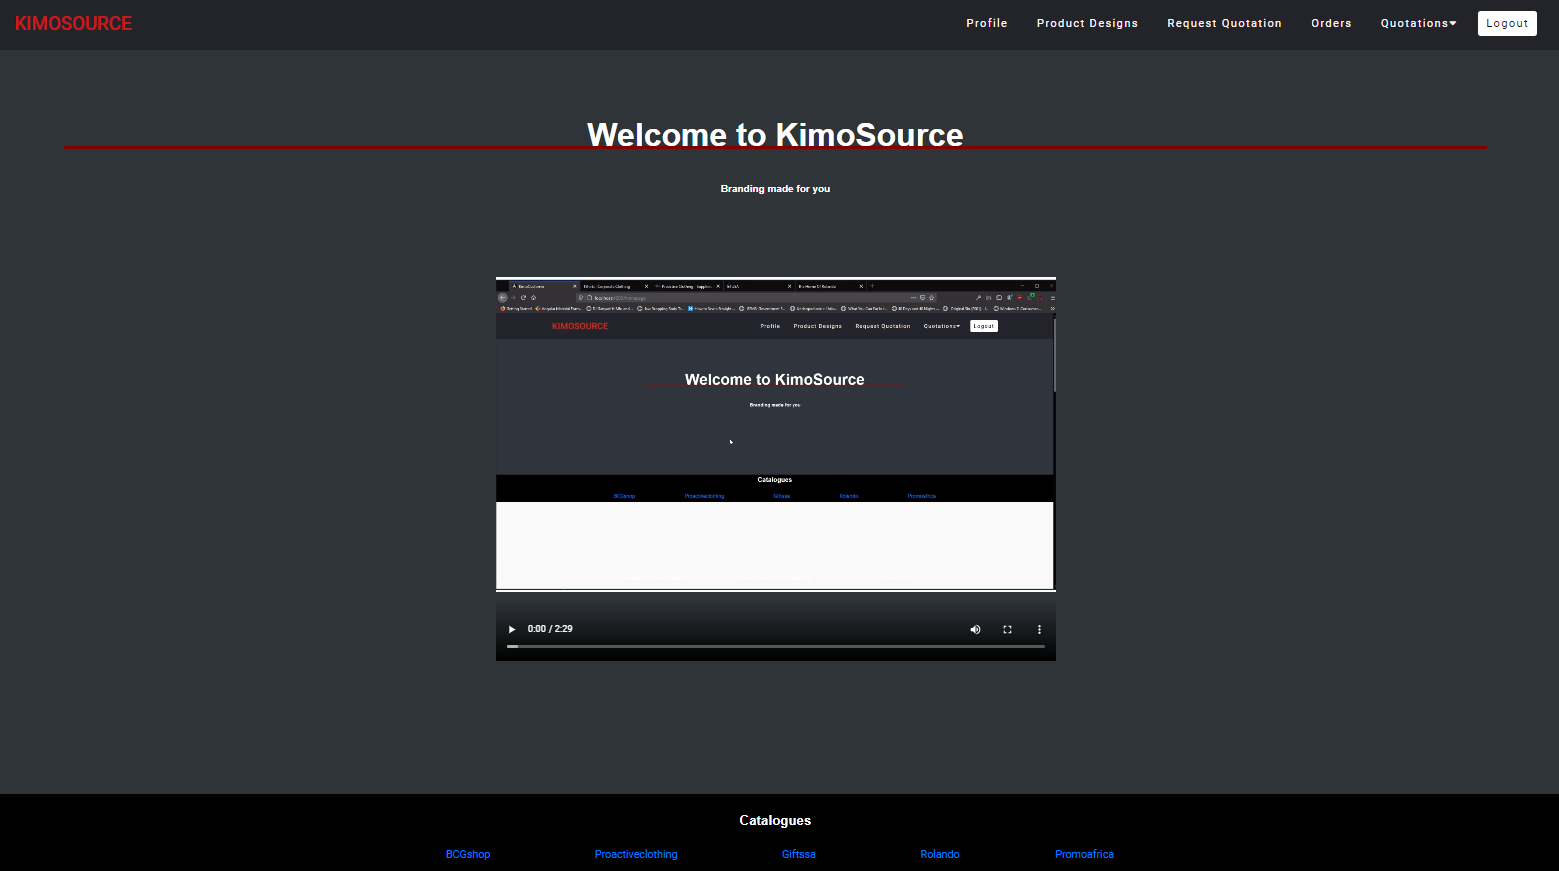 KIMOSOURCE
Profile Product Designs Request Quotation Orders Quotations Logout
Welcome to KimoSource
Branding made for you
KIMOSOURCE
Profile Product Designs Request Quotation Quotations Logout
Welcome to KimoSource
Branding made for you
Catalogues
BCGshop Proactiveclothing Giftssa Rolando Promoafrica
0:00 / 2:29
Catalogues
BCGshop Proactiveclothing Giftssa Rolando Promoafrica